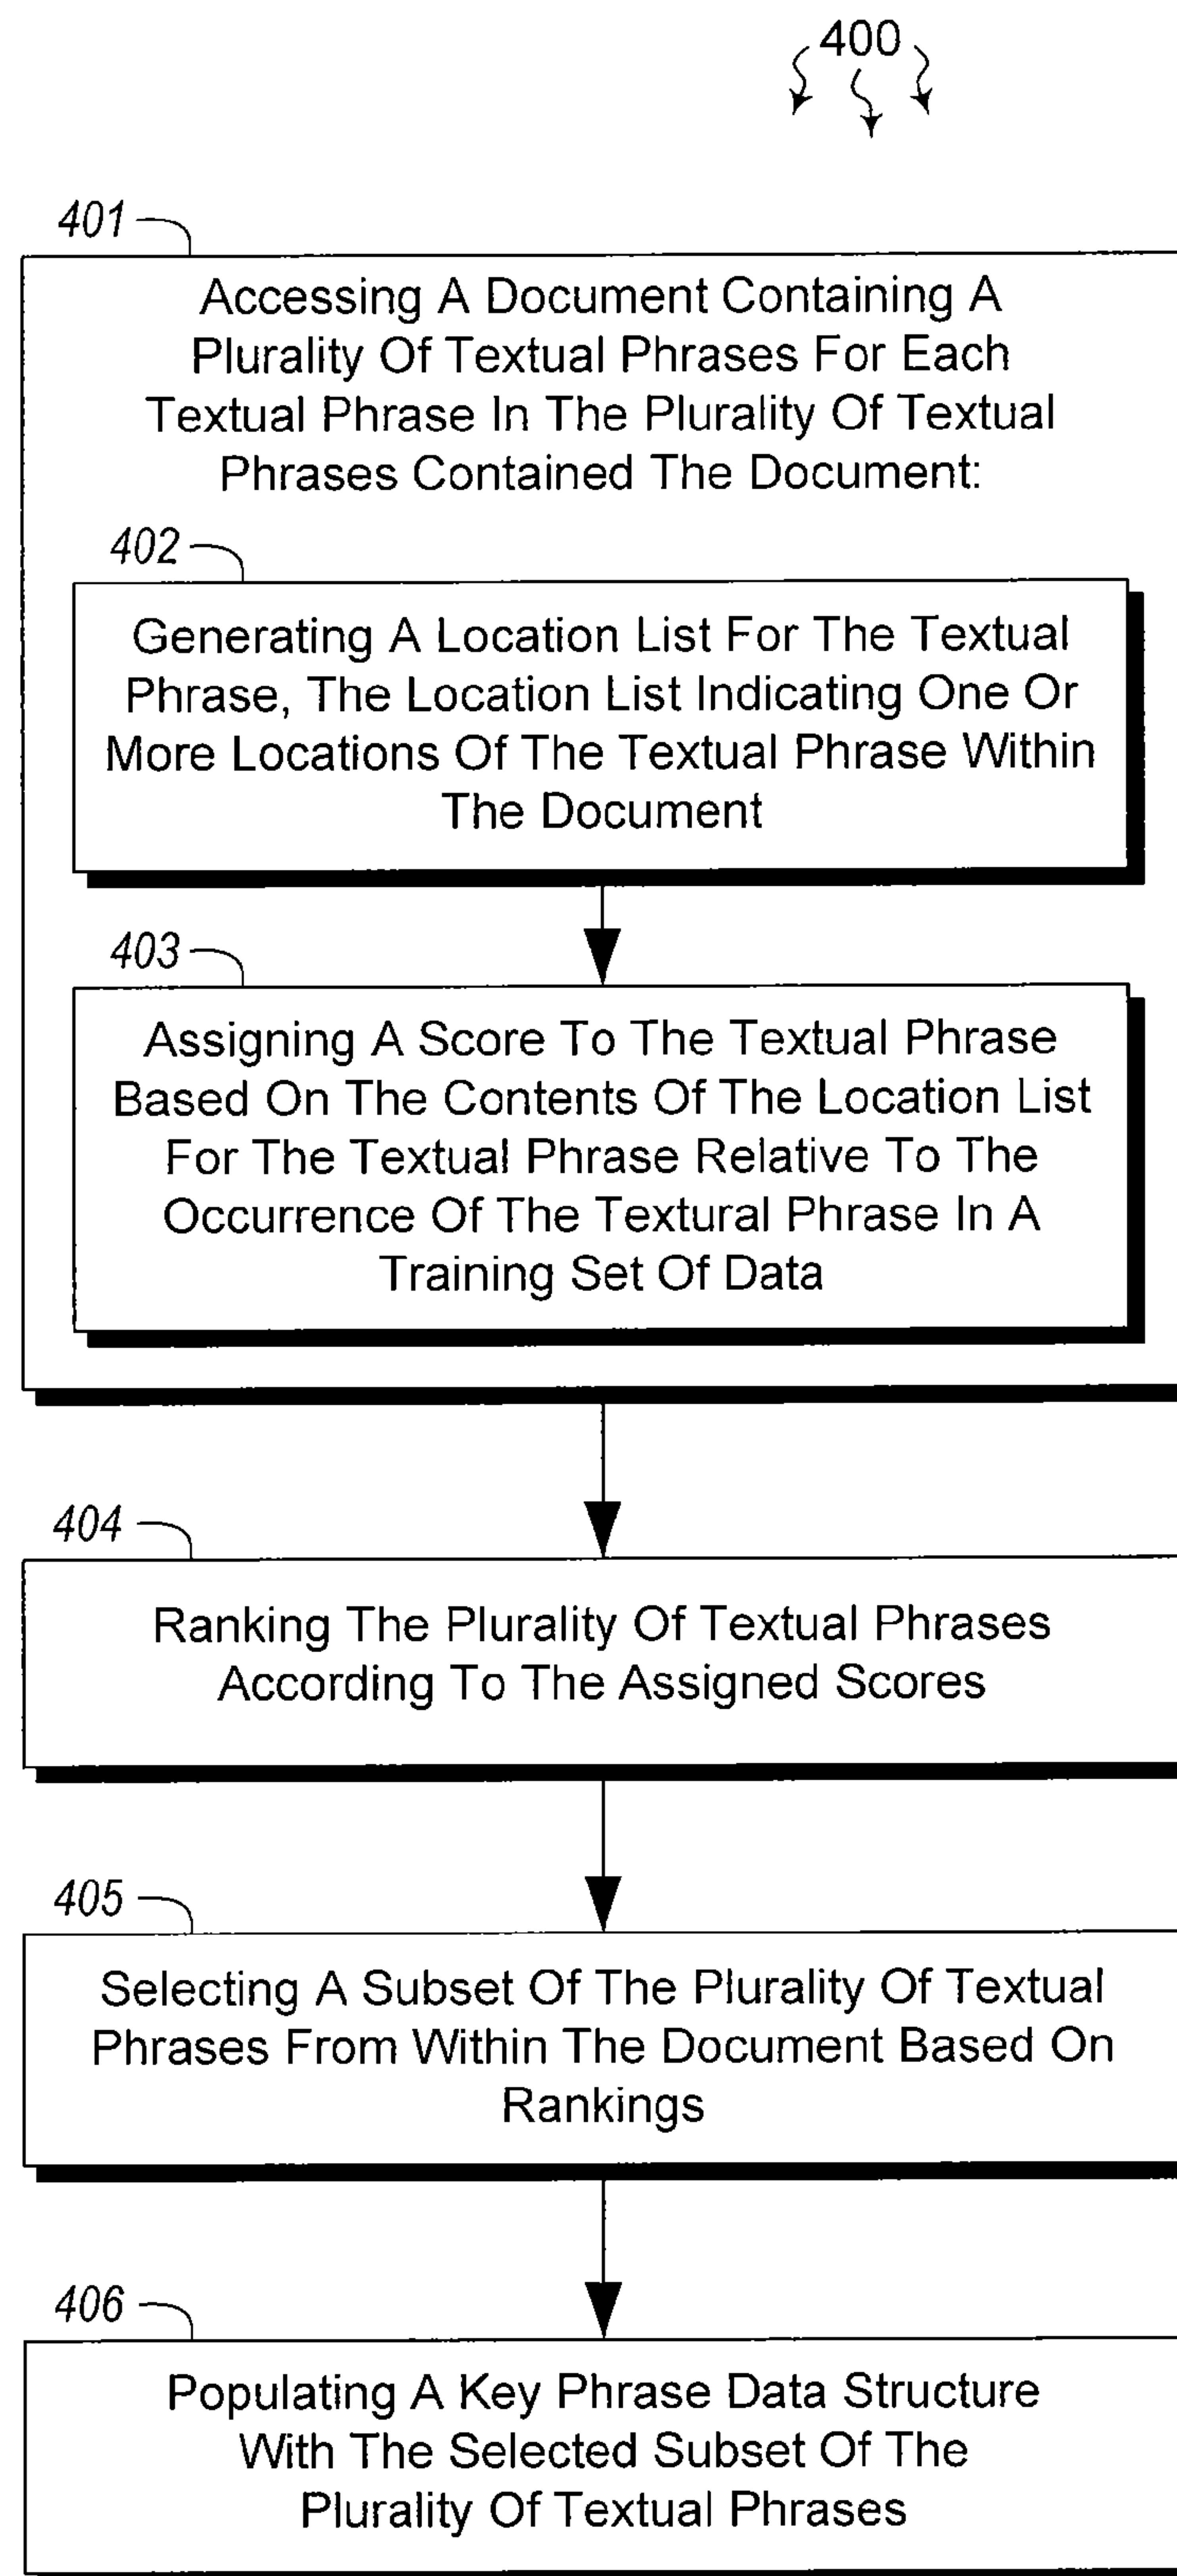 400
401
Accessing A Document Containing A
Plurality Of Textual Phrases For Each
Textual Phrase In The Plurality Of Textual
Phrases Contained The Document:
402
Generating A Location List For The Textual
Phrase, The Location List Indicating One Or
More Locations Of The Textual Phrase Within
The Document
403
Assigning A Score To The Textual Phrase
Based On The Contents Of The Location List
For The Textual Phrase Relative To The
Occurrence Of The Textural Phrase In A
Training Set Of Data
404
Ranking The Plurality Of Textual Phrases
According To The Assigned Scores
405
Selecting A Subset Of The Plurality Of Textual
Phrases From Within The Document Based On
Rankings
406
Populating A Key Phrase Data Structure
With The Selected Subset Of The
Plurality Of Textual Phrases